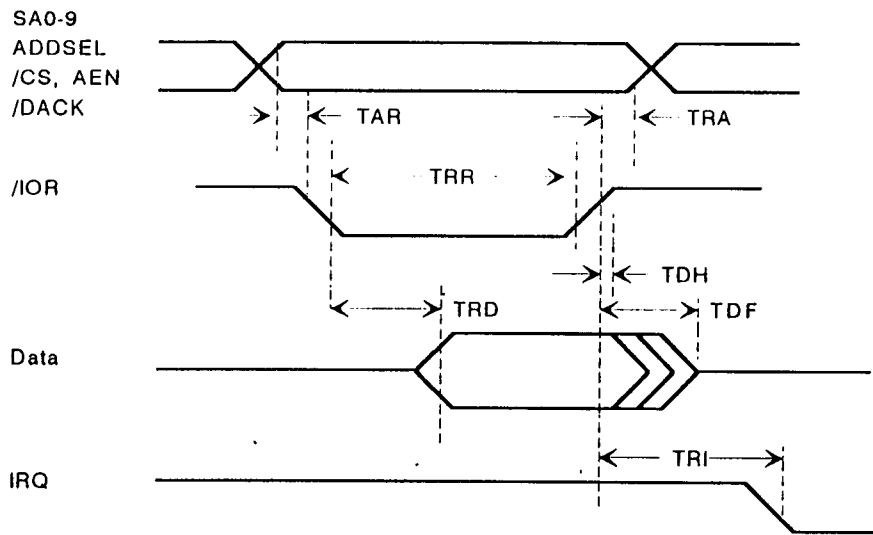 SA0-9
ADDSEL
/CS, AEN
/DACK
TAR
TRA
/IOR
TRR
TDH
TRD
TDF
Data
TRI
IRQ